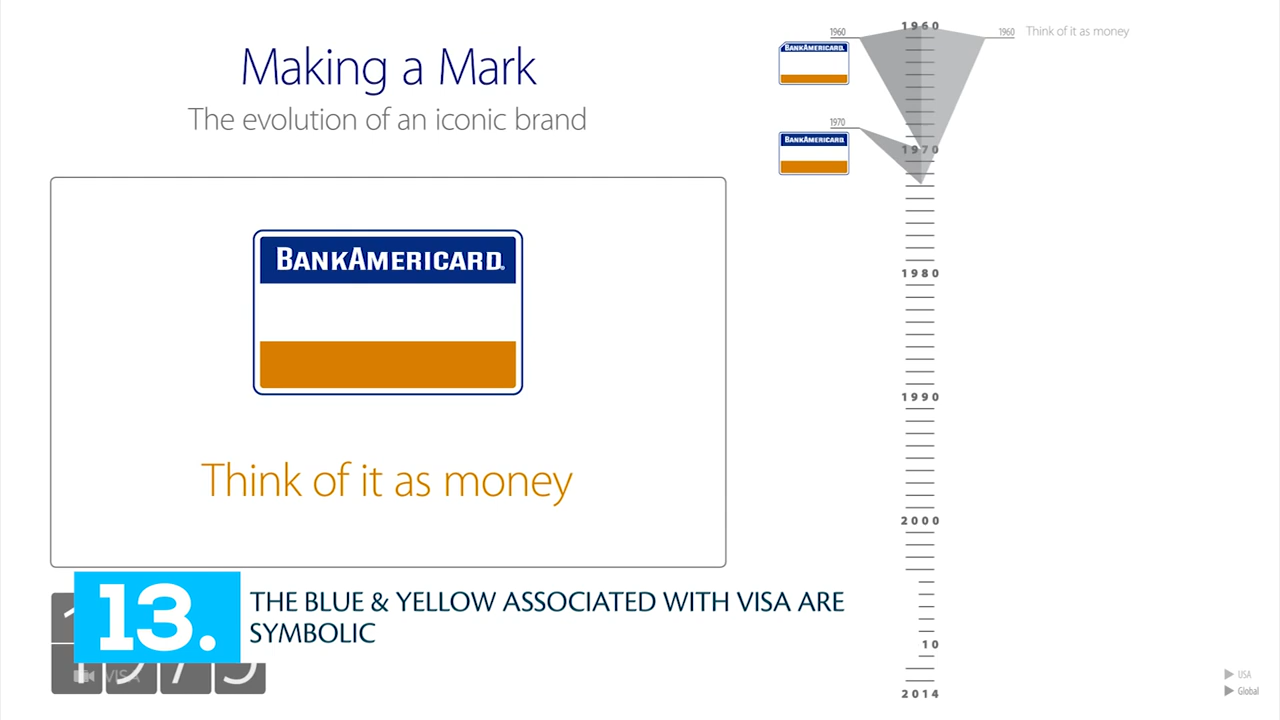 Making a Mark
The evolution of an iconic brand
BANKAMERICARD®
Think of it as money
13.
THE BLUE & YELLOW ASSOCIATED WITH VISA ARE
SYMBOLIC
VISA
1960
BANKAMERICARD
1970
BANKAMERICARD
1960
1970
1980
1990
2000
10
2014
1960 Think of it as money
USA
Global